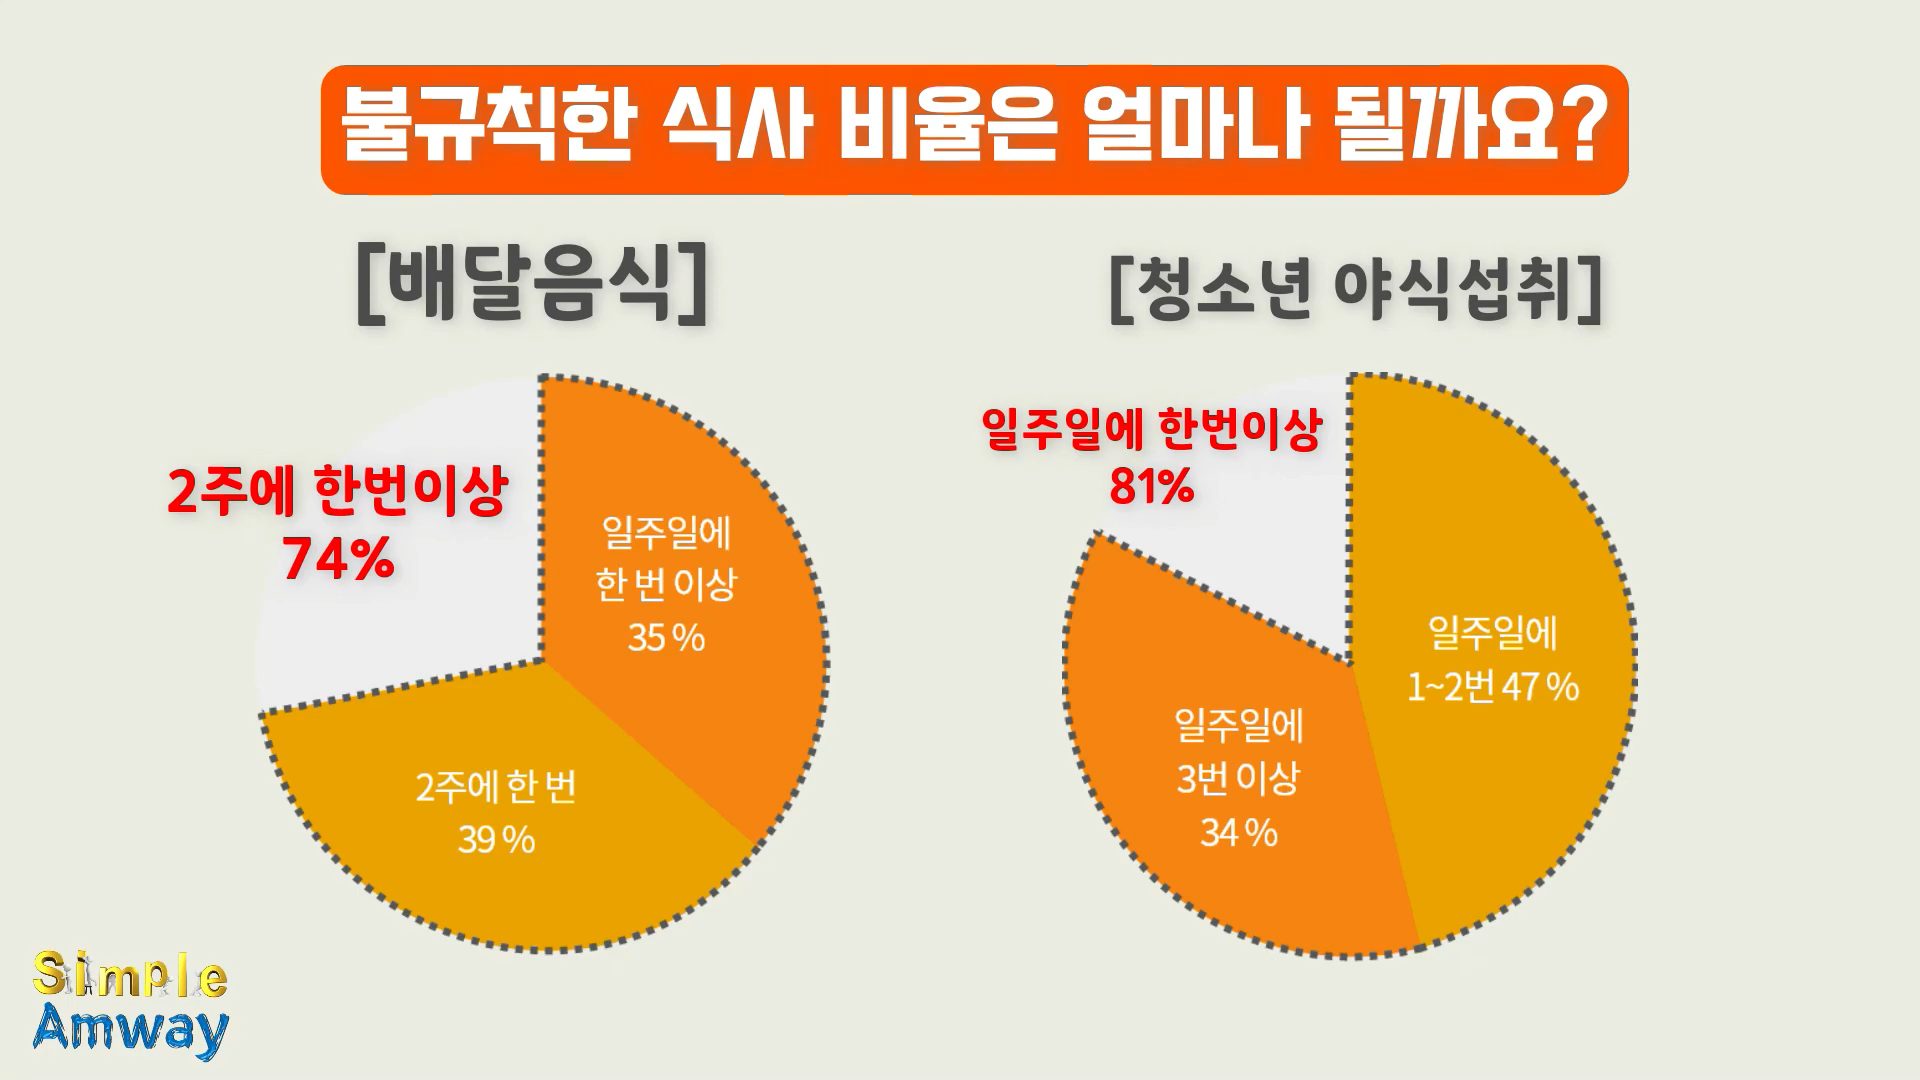 불규칙한 식사 비율은 얼마나 될까요?
[배달음식]
2주에 한번이상
74%
일주일에
한 번 이상
35 %
2주에 한 번
39 %
[청소년 야식섭취]
일주일에 한번이상
81%
일주일에
1~2번 47 %
일주일에
3번 이상
34 %
Simple
Amway